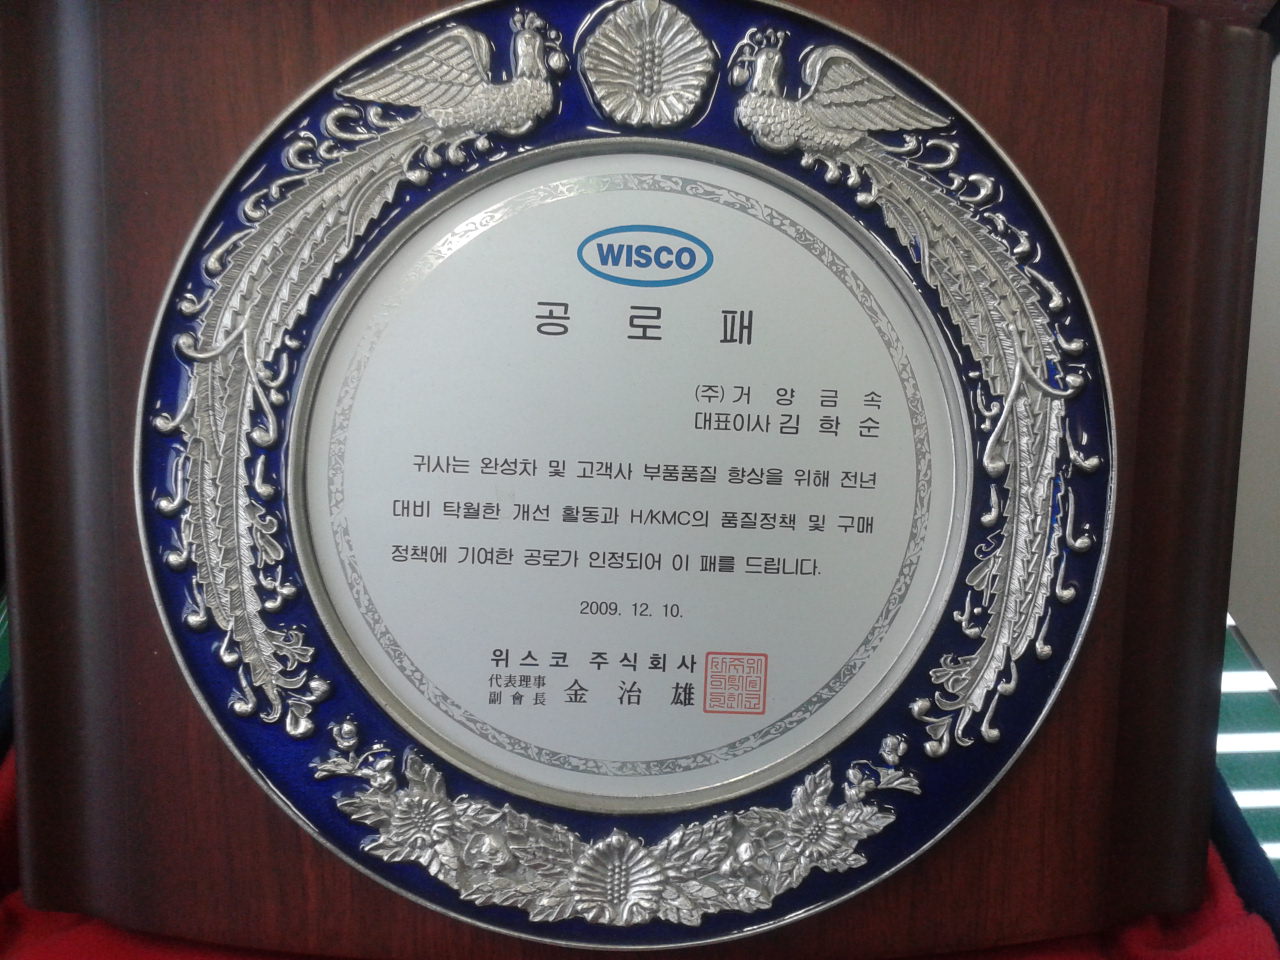 WISCO
공 로 패
(주) 거 양 금 속
대표이사 김 학 순
귀사는 완성차 및 고객사 부품품질 향상을 위해 전년
대비 탁월한 개선 활동과 H/KMC의 품질정책 및 구매
정책에 기여한 공로가 인정되어 이 패를 드립니다.
2009. 12. 10.
위 스 코 주 식 회 사
代表理事
副 會 長 金 治 雄